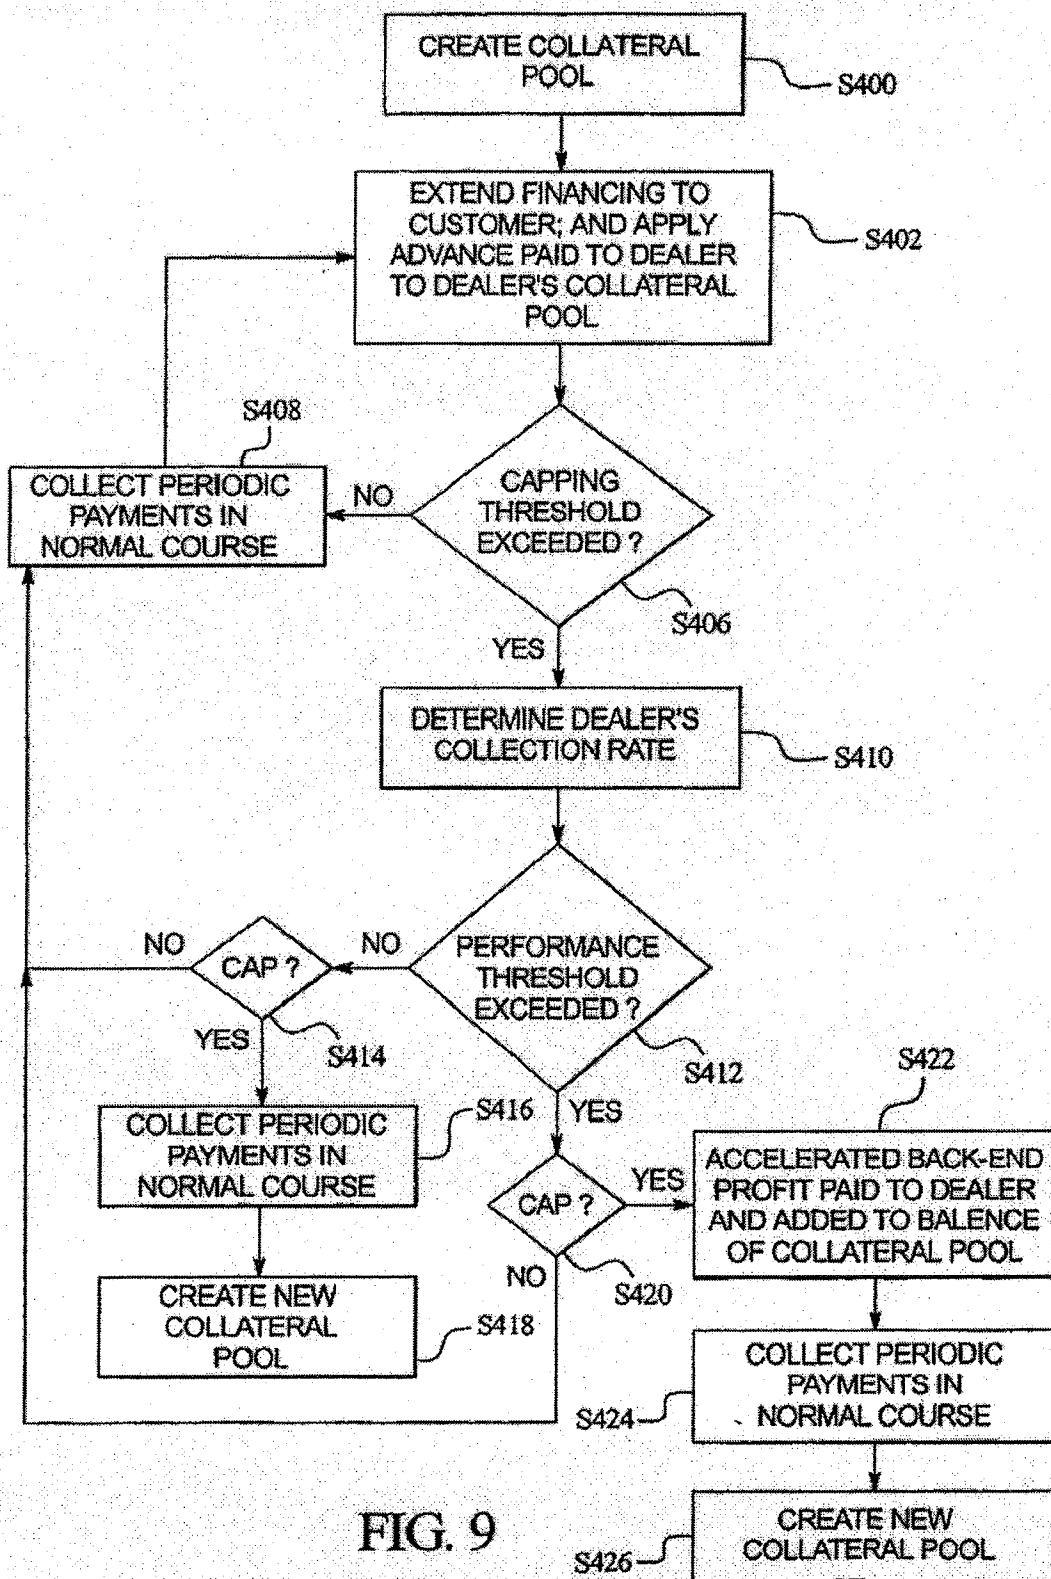 CREATE COLLATERAL
POOL
S400
EXTEND FINANCING TO
CUSTOMER; AND APPLY
ADVANCE PAID TO DEALER
TO DEALER'S COLLATERAL
POOL
S402
S408
COLLECT PERIODIC
PAYMENTS IN
NORMAL COURSE
NO
CAPPING
THRESHOLD
EXCEEDED ?
S406
YES
DETERMINE DEALER'S
COLLECTION RATE
S410
NO
CAP ?
NO
PERFORMANCE
THRESHOLD
EXCEEDED ?
YES
S414
S412
S422
COLLECT PERIODIC
PAYMENTS IN
NORMAL COURSE
S416
YES
CAP ?
YES
ACCELERATED BACK-END
PROFIT PAID TO DEALER
AND ADDED TO BALENCE
OF COLLATERAL POOL
NO
S420
CREATE NEW
COLLATERAL
POOL
S418
COLLECT PERIODIC
PAYMENTS IN
NORMAL COURSE
S424
FIG. 9
CREATE NEW
COLLATERAL POOL
S426